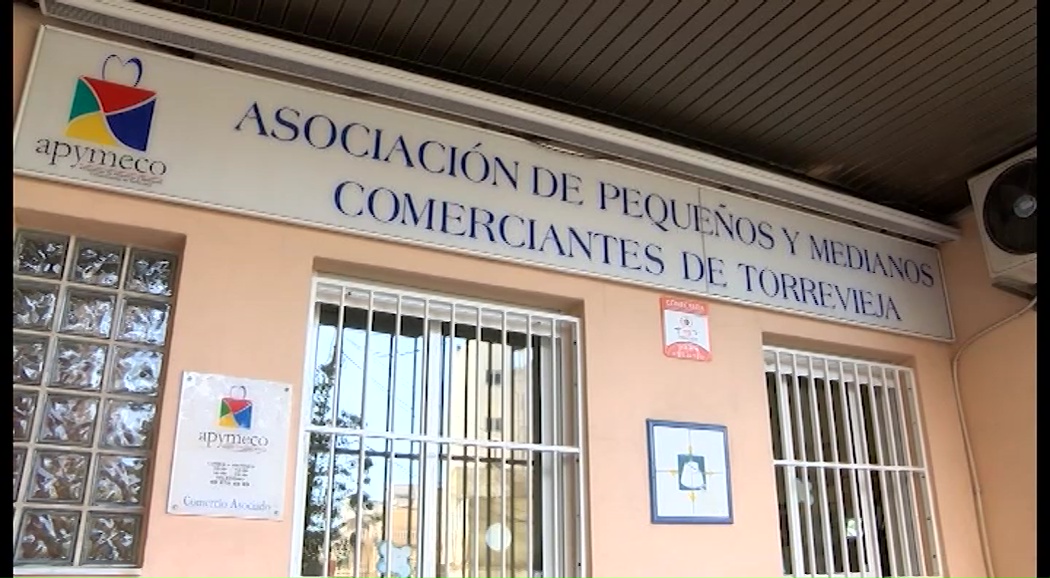 apymeco
ASOCIACIÓN DE PEQUEÑOS Y MEDIANOS
COMERCIANTES DE TORREVIEJA
apymeco
Comercio Asociado